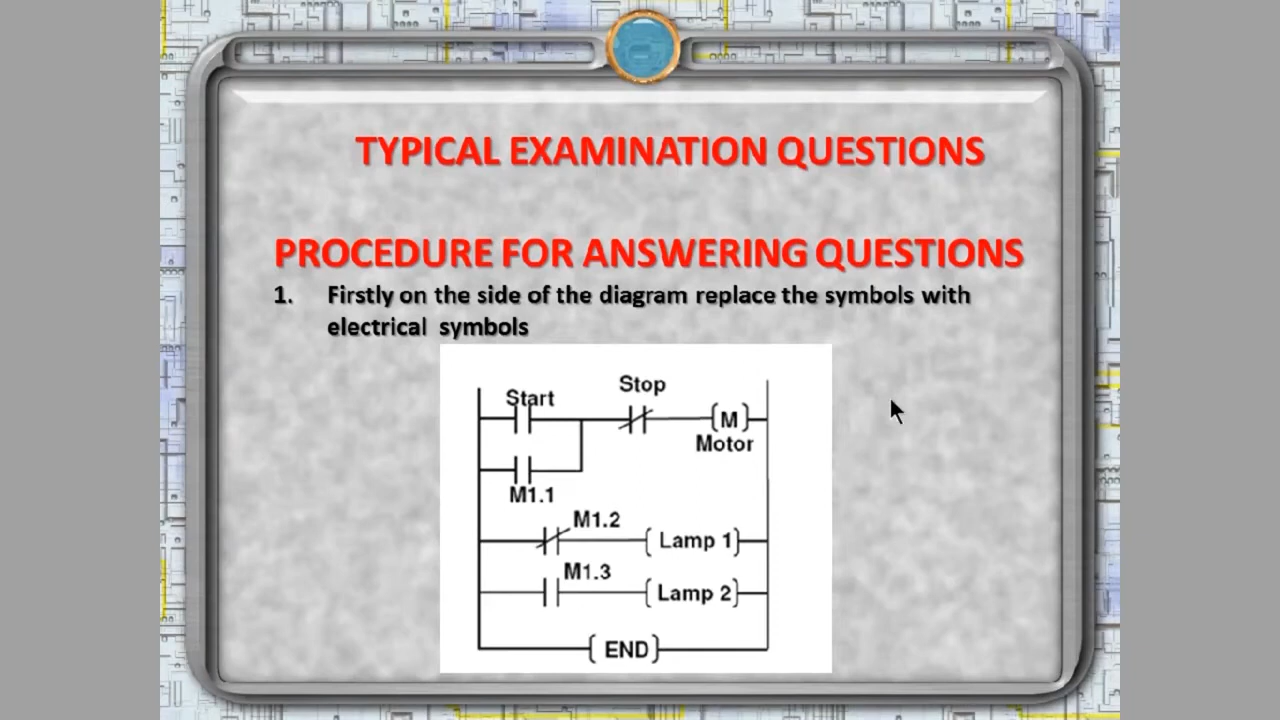 TYPICAL EXAMINATION QUESTIONS
PROCEDURE FOR ANSWERING QUESTIONS
1. Firstly on the side of the diagram replace the symbols with
electrical symbols
Start
Stop
M
Motor
M1.1
M1.2
Lamp 1
M1.3
Lamp 2
END